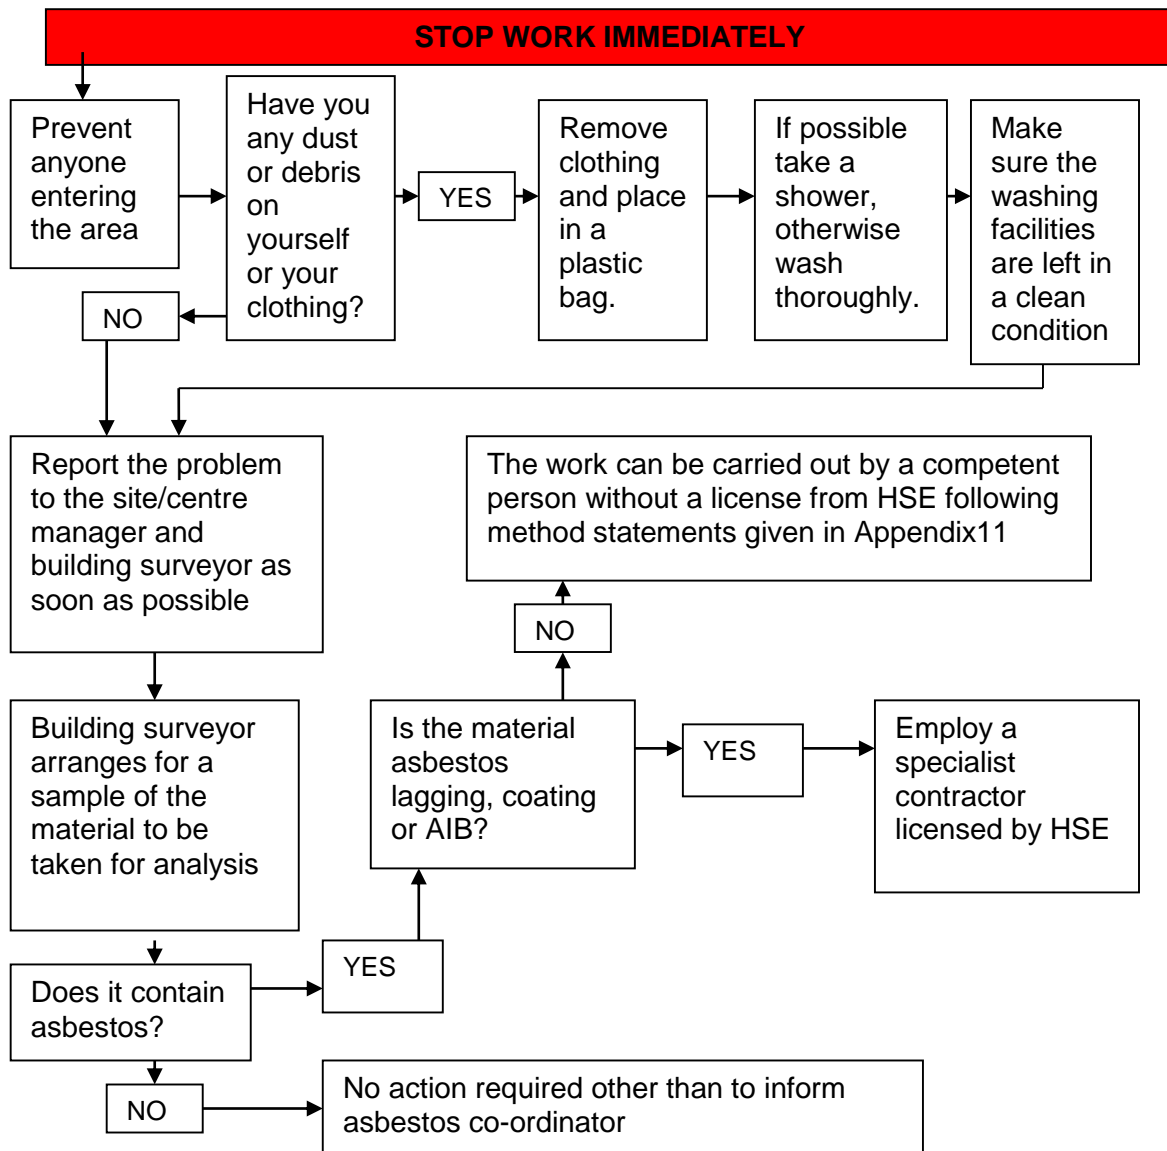 STOP WORK IMMEDIATELY
Prevent
anyone
entering
the area
Have you
any dust
or debris
on
yourself
or your
clothing?
YES
Remove
clothing
and place
in a
plastic
bag.
If possible
take a
shower,
otherwise
wash
thoroughly.
Make
sure the
washing
facilities
are left in
a clean
condition
NO
Report the problem
to the site/centre
manager and
building surveyor as
soon as possible
The work can be carried out by a competent
person without a license from HSE following
method statements given in Appendix11
NO
Building surveyor
arranges for a
sample of the
material to be
taken for analysis
Is the material
asbestos
lagging, coating
or AIB?
YES
Employ a
specialist
contractor
licensed by HSE
YES
Does it contain
asbestos?
NO
No action required other than to inform
asbestos co-ordinator